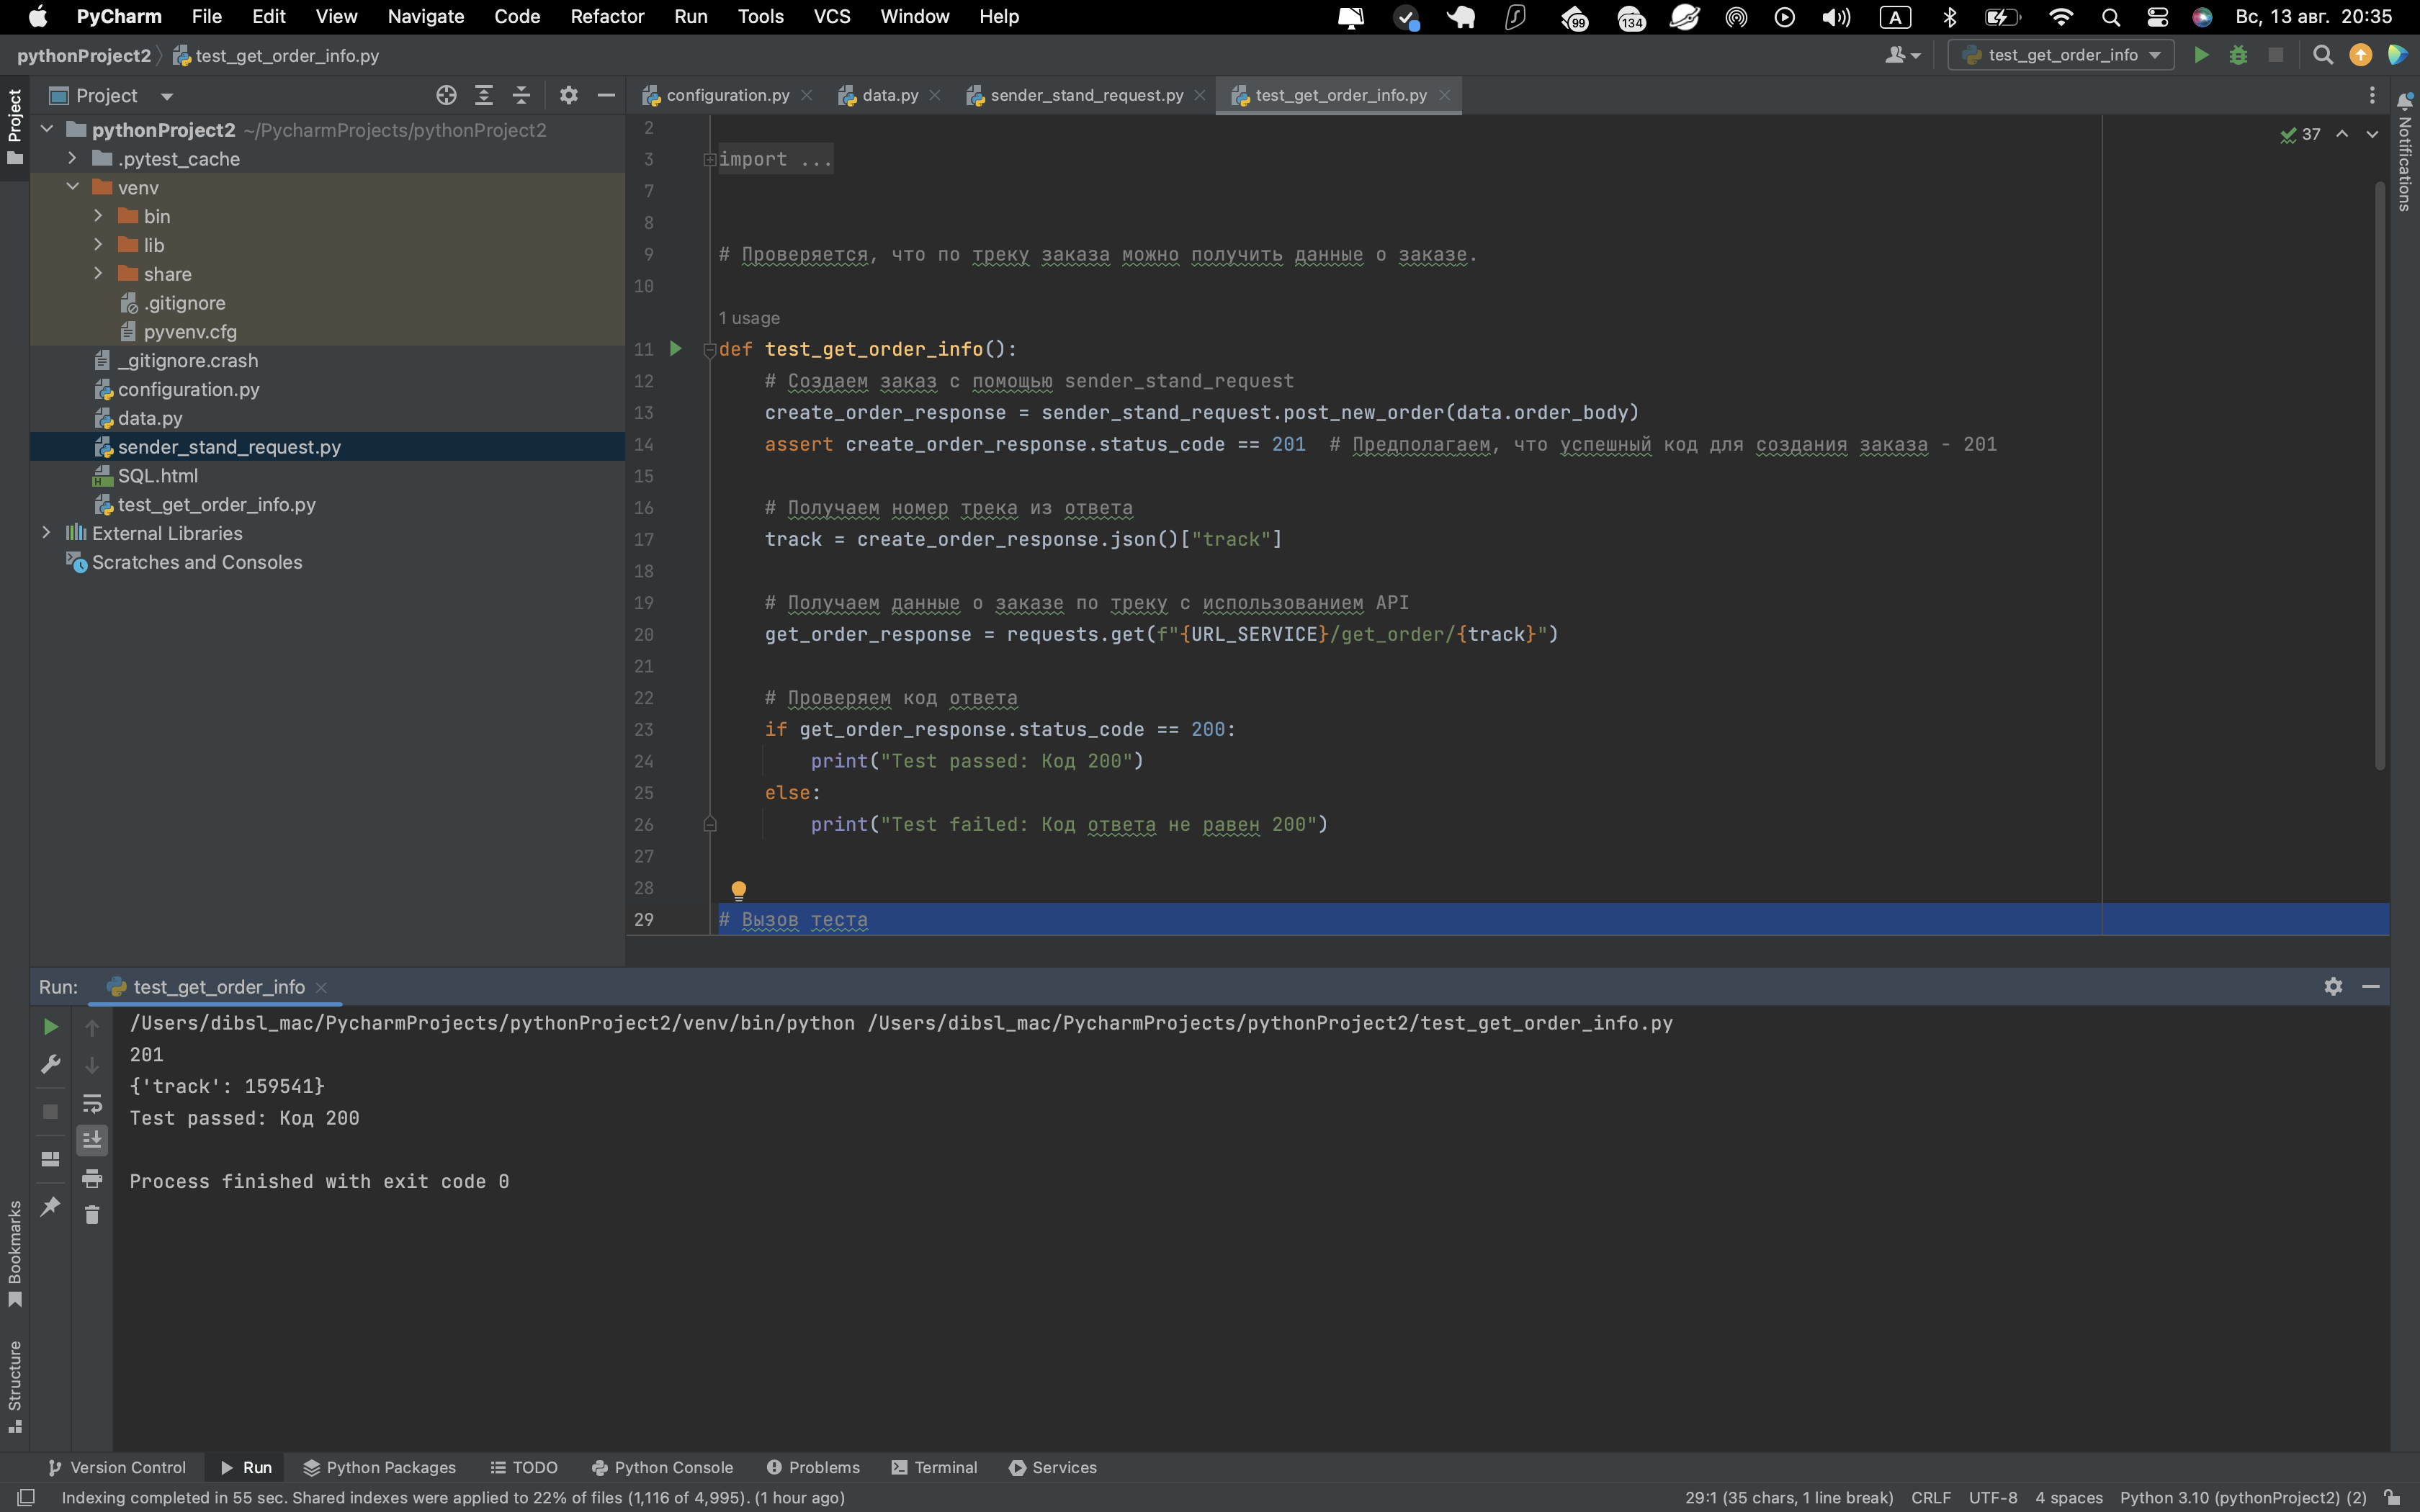 PyCharm File Edit View Navigate Code Refactor Run Tools VCS Window Help 99 134 A Вс, 13 авг. 20:35
pythonProject2 test_get_order_info.py test_get_order_info
Project
Project
configuration.py data.py sender_stand_request.py test_get_order_info.py
Notifications
pythonProject2 ~/PycharmProjects/pythonProject2
.pytest_cache
venv
bin
lib
share
.gitignore
pyvenv.cfg
_gitignore.crash
configuration.py
data.py
sender_stand_request.py
SQL.html
test_get_order_info.py
External Libraries
Scratches and Consoles
37
2
3 import ...
7
8
9 # Проверяется, что по треку заказа можно получить данные о заказе.
10
1 usage
11 def test_get_order_info():
12 # Создаем заказ с помощью sender_stand_request
13 create_order_response = sender_stand_request.post_new_order(data.order_body)
14 assert create_order_response.status_code == 201 # Предполагаем, что успешный код для создания заказа - 201
15
16 # Получаем номер трека из ответа
17 track = create_order_response.json()["track"]
18
19 # Получаем данные о заказе по треку с использованием API
20 get_order_response = requests.get(f"{URL_SERVICE}/get_order/{track}")
21
22 # Проверяем код ответа
23 if get_order_response.status_code == 200:
24 print("Test passed: Код 200")
25 else:
26 print("Test failed: Код ответа не равен 200")
27
28
29 # Вызов теста
Run: test_get_order_info
/Users/dibsl_mac/PycharmProjects/pythonProject2/venv/bin/python /Users/dibsl_mac/PycharmProjects/pythonProject2/test_get_order_info.py
201
{'track': 159541}
Test passed: Код 200
Process finished with exit code 0
Bookmarks
Structure
Version Control Run Python Packages TODO Python Console Problems Terminal Services
Indexing completed in 55 sec. Shared indexes were applied to 22% of files (1,116 of 4,995). (1 hour ago) 29:1 (35 chars, 1 line break) CRLF UTF-8 4 spaces Python 3.10 (pythonProject2) (2)